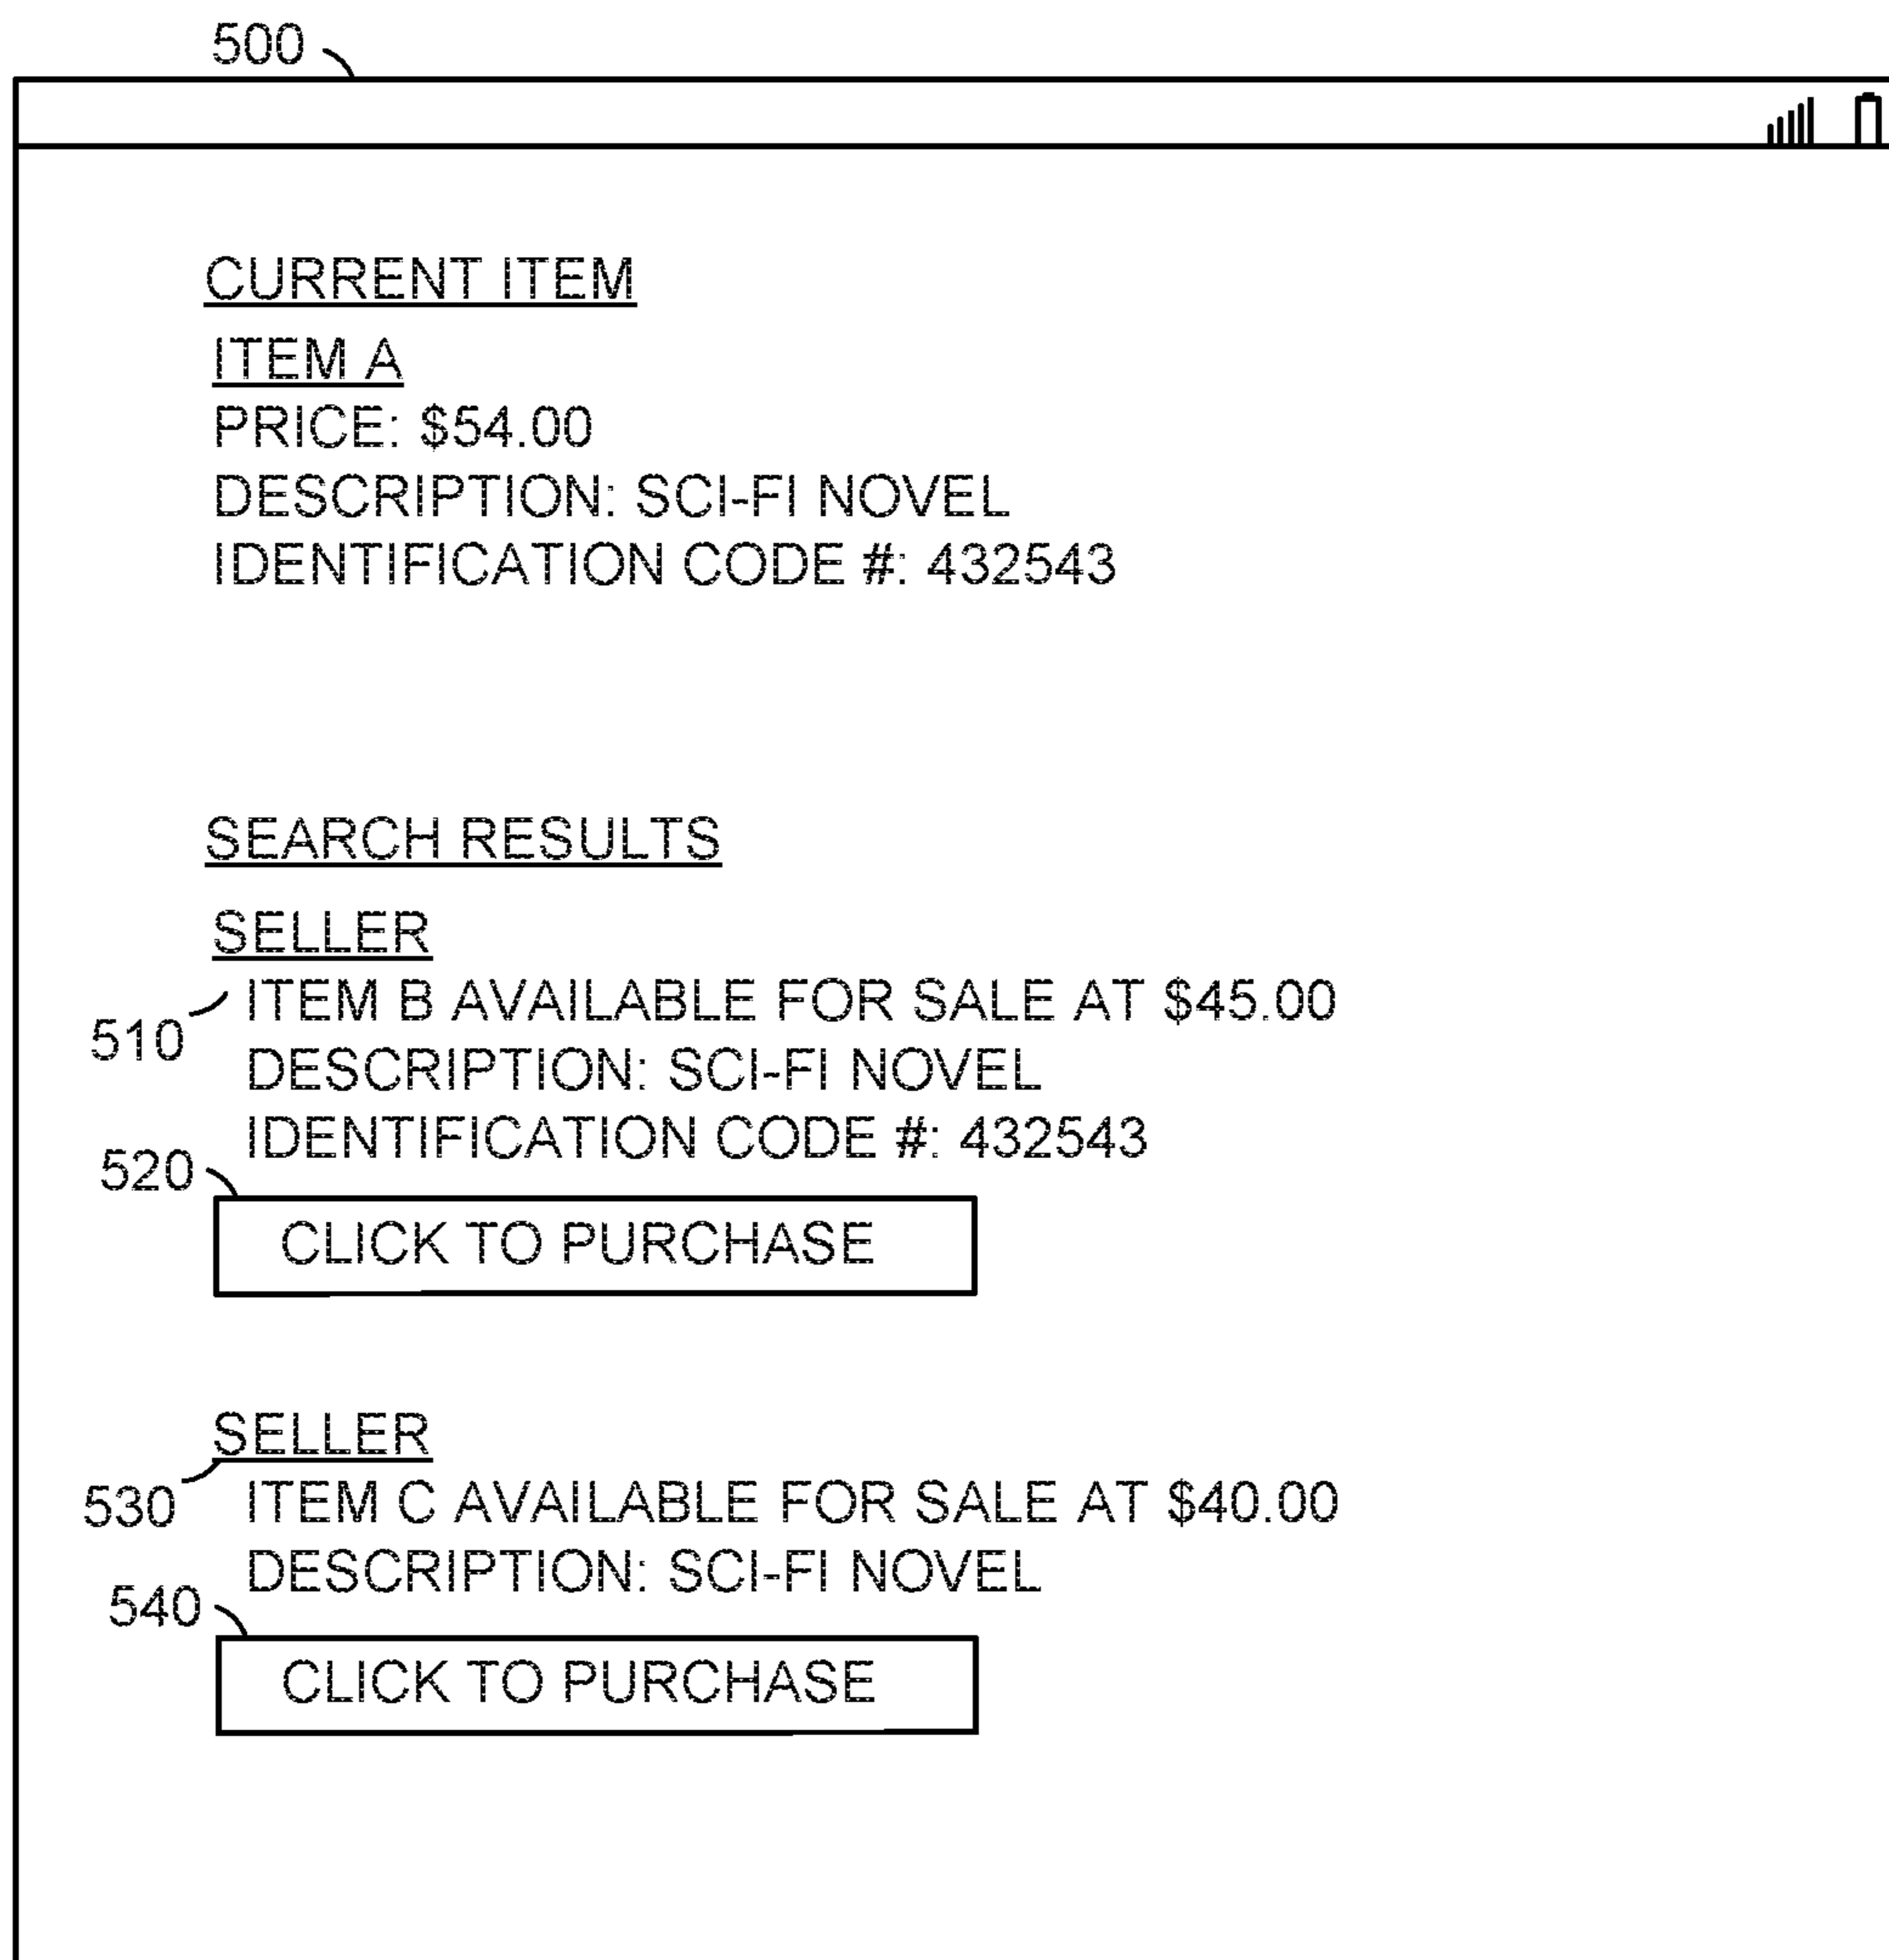 500
CURRENT ITEM
ITEM A
PRICE: $54.00
DESCRIPTION: SCI-FI NOVEL
IDENTIFICATION CODE #: 432543
SEARCH RESULTS
SELLER
ITEM B AVAILABLE FOR SALE AT $45.00
510
DESCRIPTION: SCI-FI NOVEL
IDENTIFICATION CODE #: 432543
520
CLICK TO PURCHASE
SELLER
530
ITEM C AVAILABLE FOR SALE AT $40.00
DESCRIPTION: SCI-FI NOVEL
540
CLICK TO PURCHASE